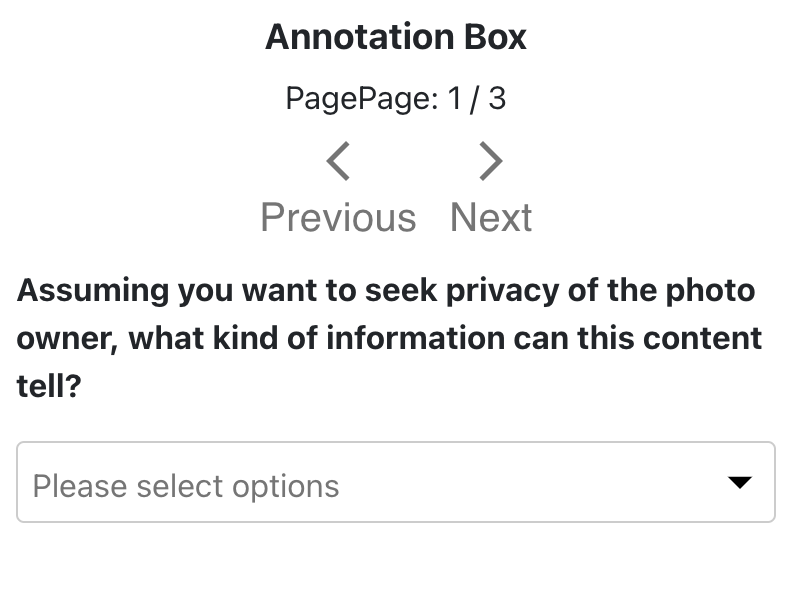 Annotation Box
PagePage: 1 / 3
Previous Next
Assuming you want to seek privacy of the photo
owner, what kind of information can this content
tell?
Please select options